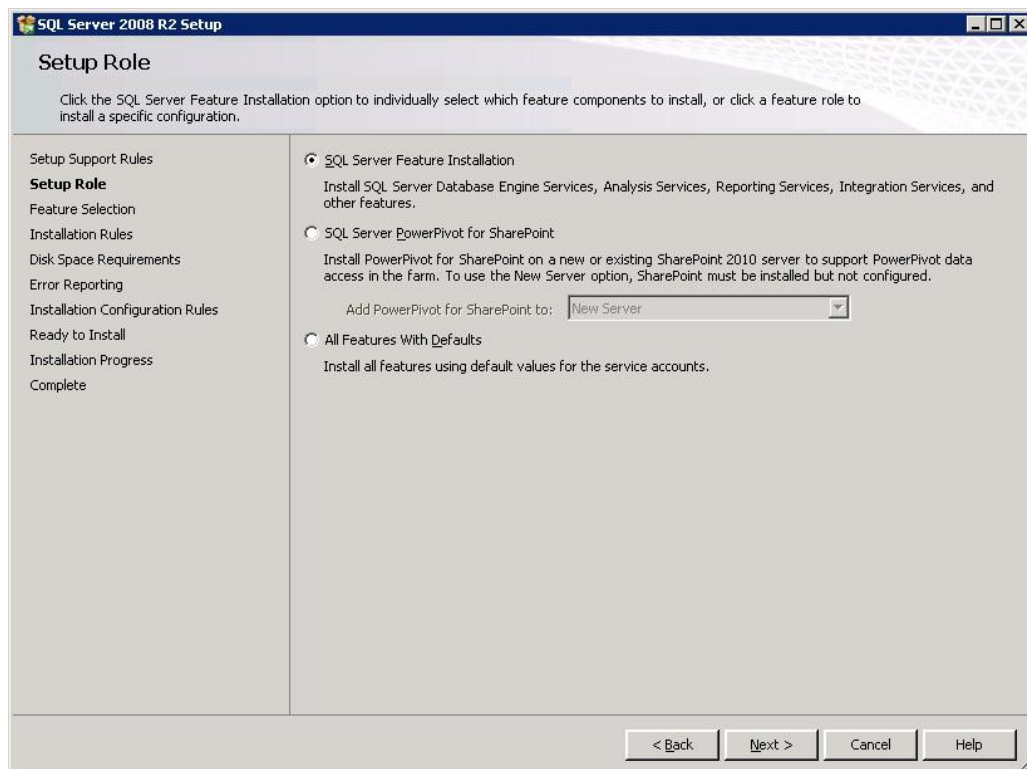 SQL Server 2008 R2 Setup
Setup Role
Click the SQL Server Feature Installation option to individually select which feature components to install, or click a feature role to
install a specific configuration.
Setup Support Rules
Setup Role
Feature Selection
Installation Rules
Disk Space Requirements
Error Reporting
Installation Configuration Rules
Ready to Install
Installation Progress
Complete
SQL Server Feature Installation
Install SQL Server Database Engine Services, Analysis Services, Reporting Services, Integration Services, and
other features.
SQL Server PowerPivot for SharePoint
Install PowerPivot for SharePoint on a new or existing SharePoint 2010 server to support PowerPivot data
access in the farm. To use the New Server option, SharePoint must be installed but not configured.
Add PowerPivot for SharePoint to: New Server
All Features With Defaults
Install all features using default values for the service accounts.
< Back Next > Cancel Help